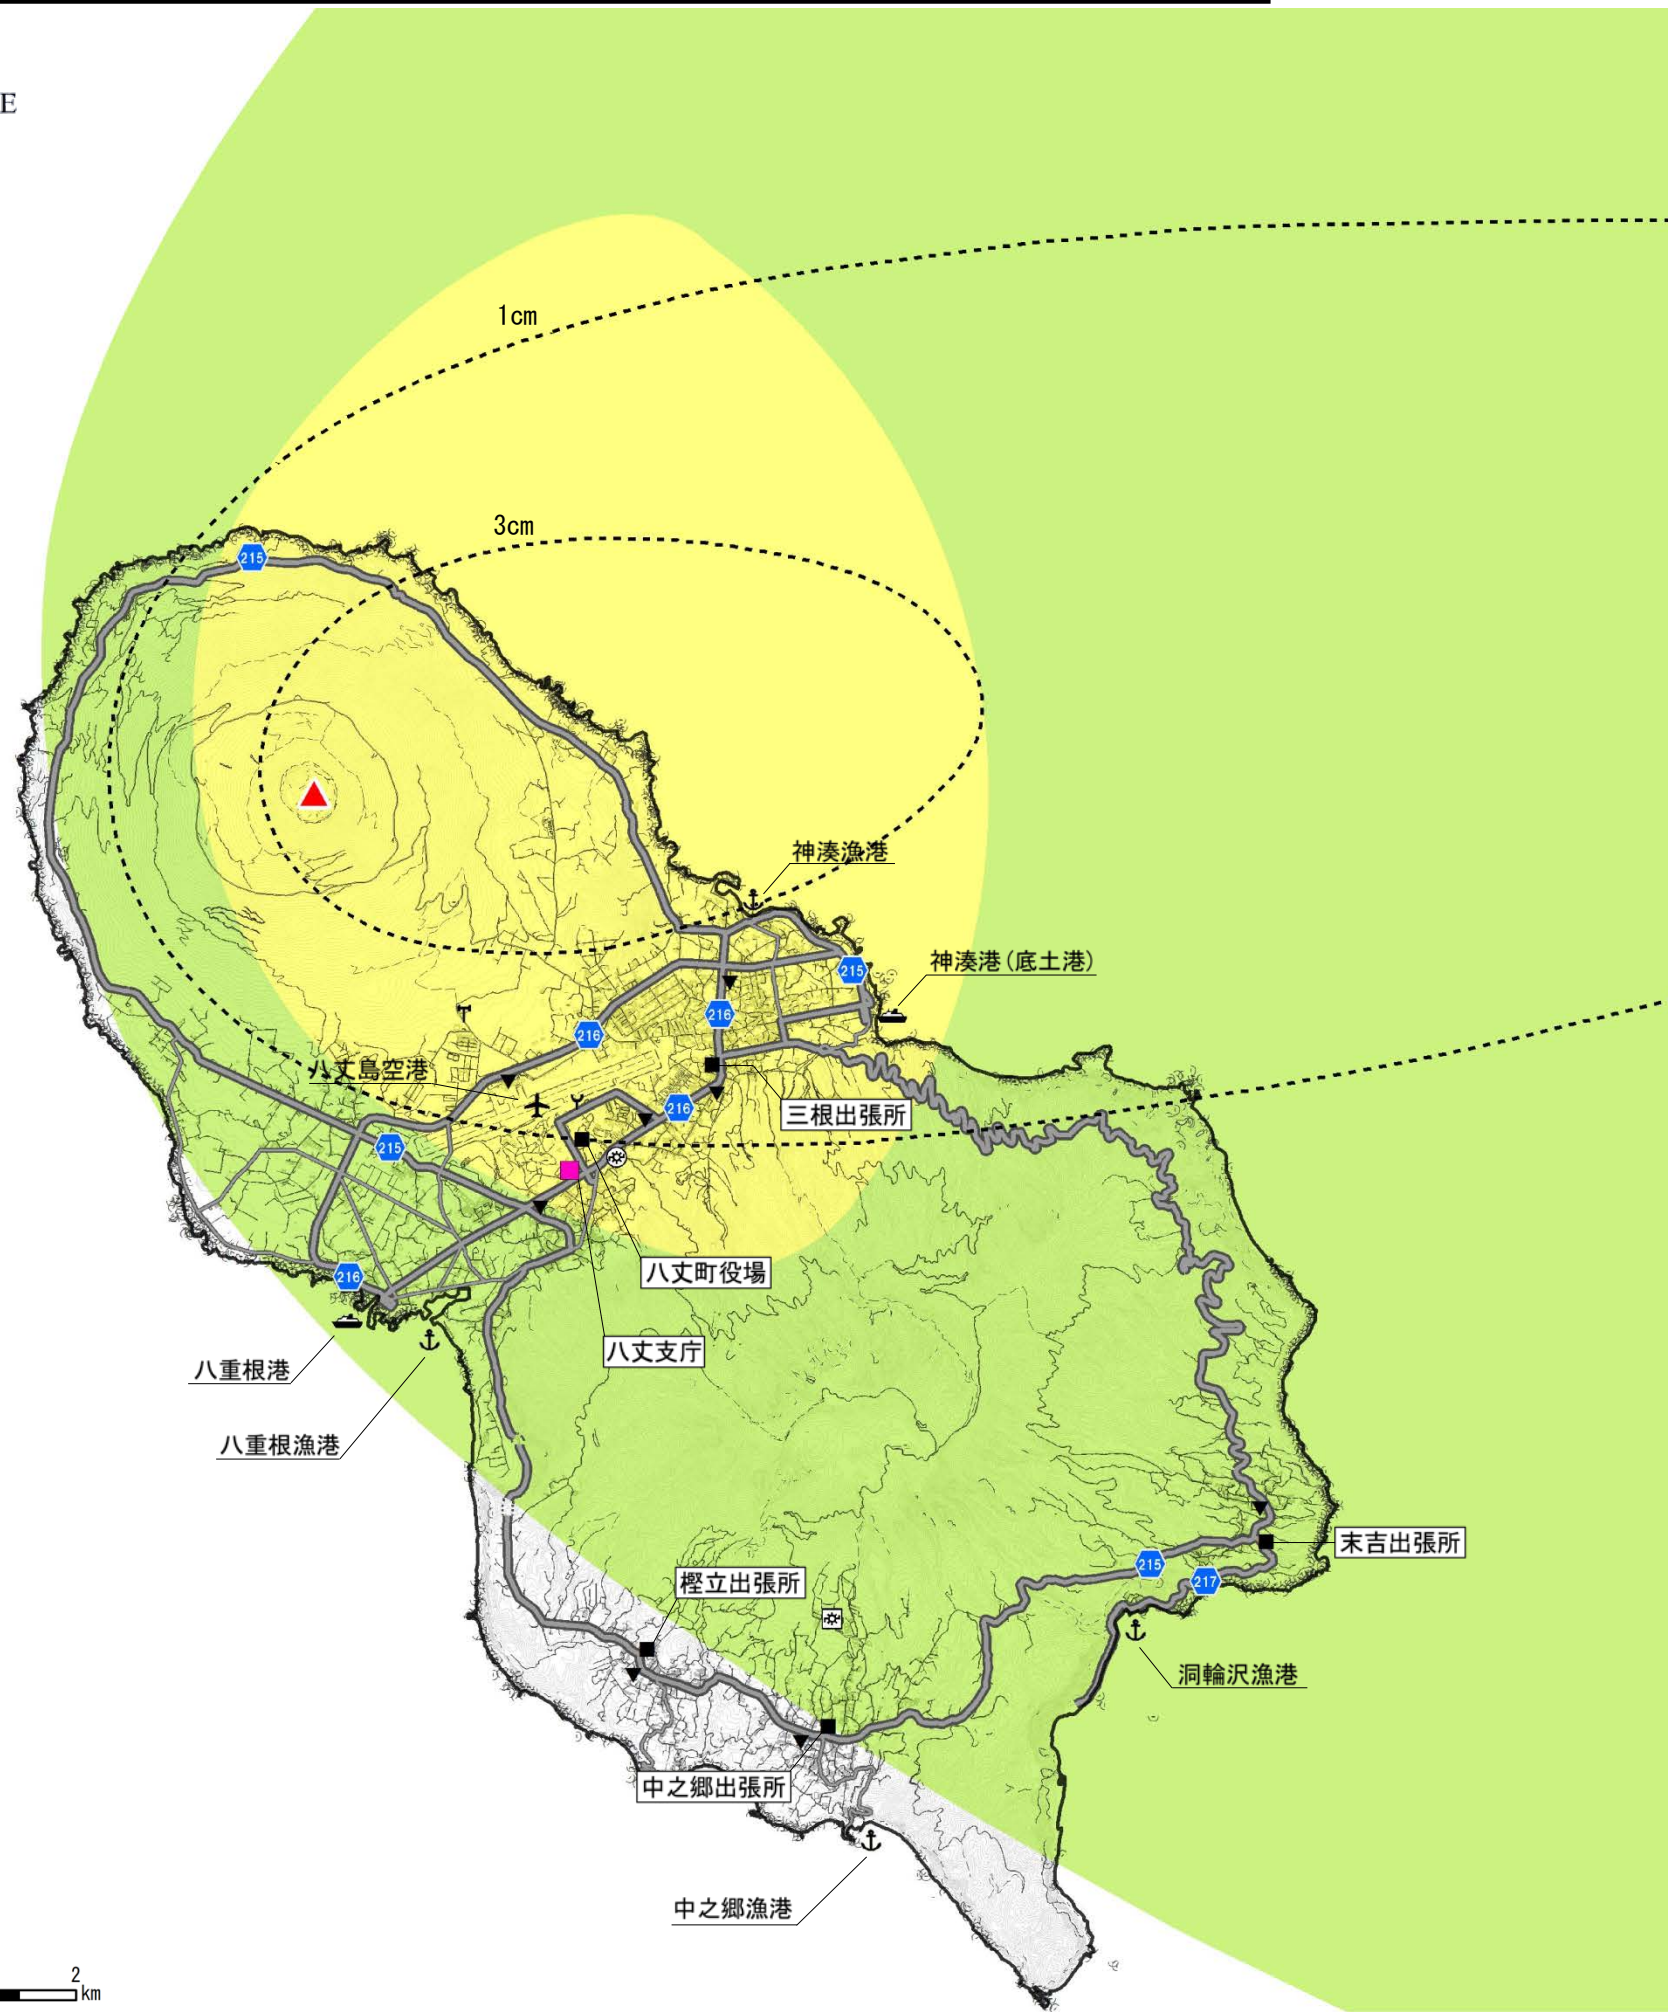 E
1cm
3cm
215
神湊漁港
神湊港(底土港)
215
216
216
八丈島空港
216
三根出張所
215
八丈町役場
216
八丈支庁
八重根港
八重根漁港
末吉出張所
215
217
樫立出張所
洞輪沢漁港
中之郷出張所
中之郷漁港
2
km